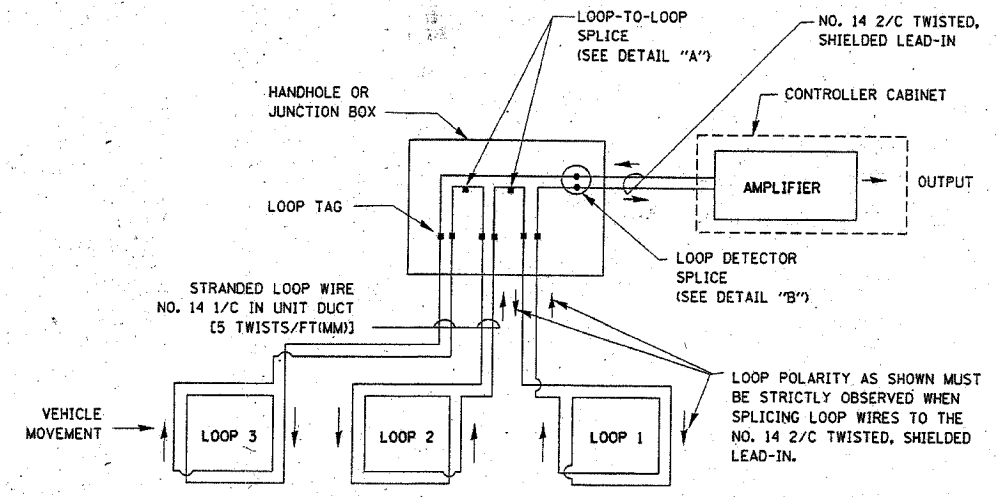 LOOP-TO-LOOP
SPLICE
(SEE DETAIL "A")
NO. 14 2/C TWISTED,
SHIELDED LEAD-IN
HANDHOLE OR
JUNCTION BOX
CONTROLLER CABINET
AMPLIFIER
OUTPUT
LOOP TAG
LOOP DETECTOR
SPLICE
(SEE DETAIL "B")
STRANDED LOOP WIRE
NO. 14 1/C IN UNIT DUCT
[5 TWISTS/FT(MM)]
LOOP POLARITY AS SHOWN MUST
BE STRICTLY OBSERVED WHEN
SPLICING LOOP WIRES TO THE
NO. 14 2/C TWISTED, SHIELDED
LEAD-IN.
VEHICLE
MOVEMENT
LOOP 3
LOOP 2
LOOP 1